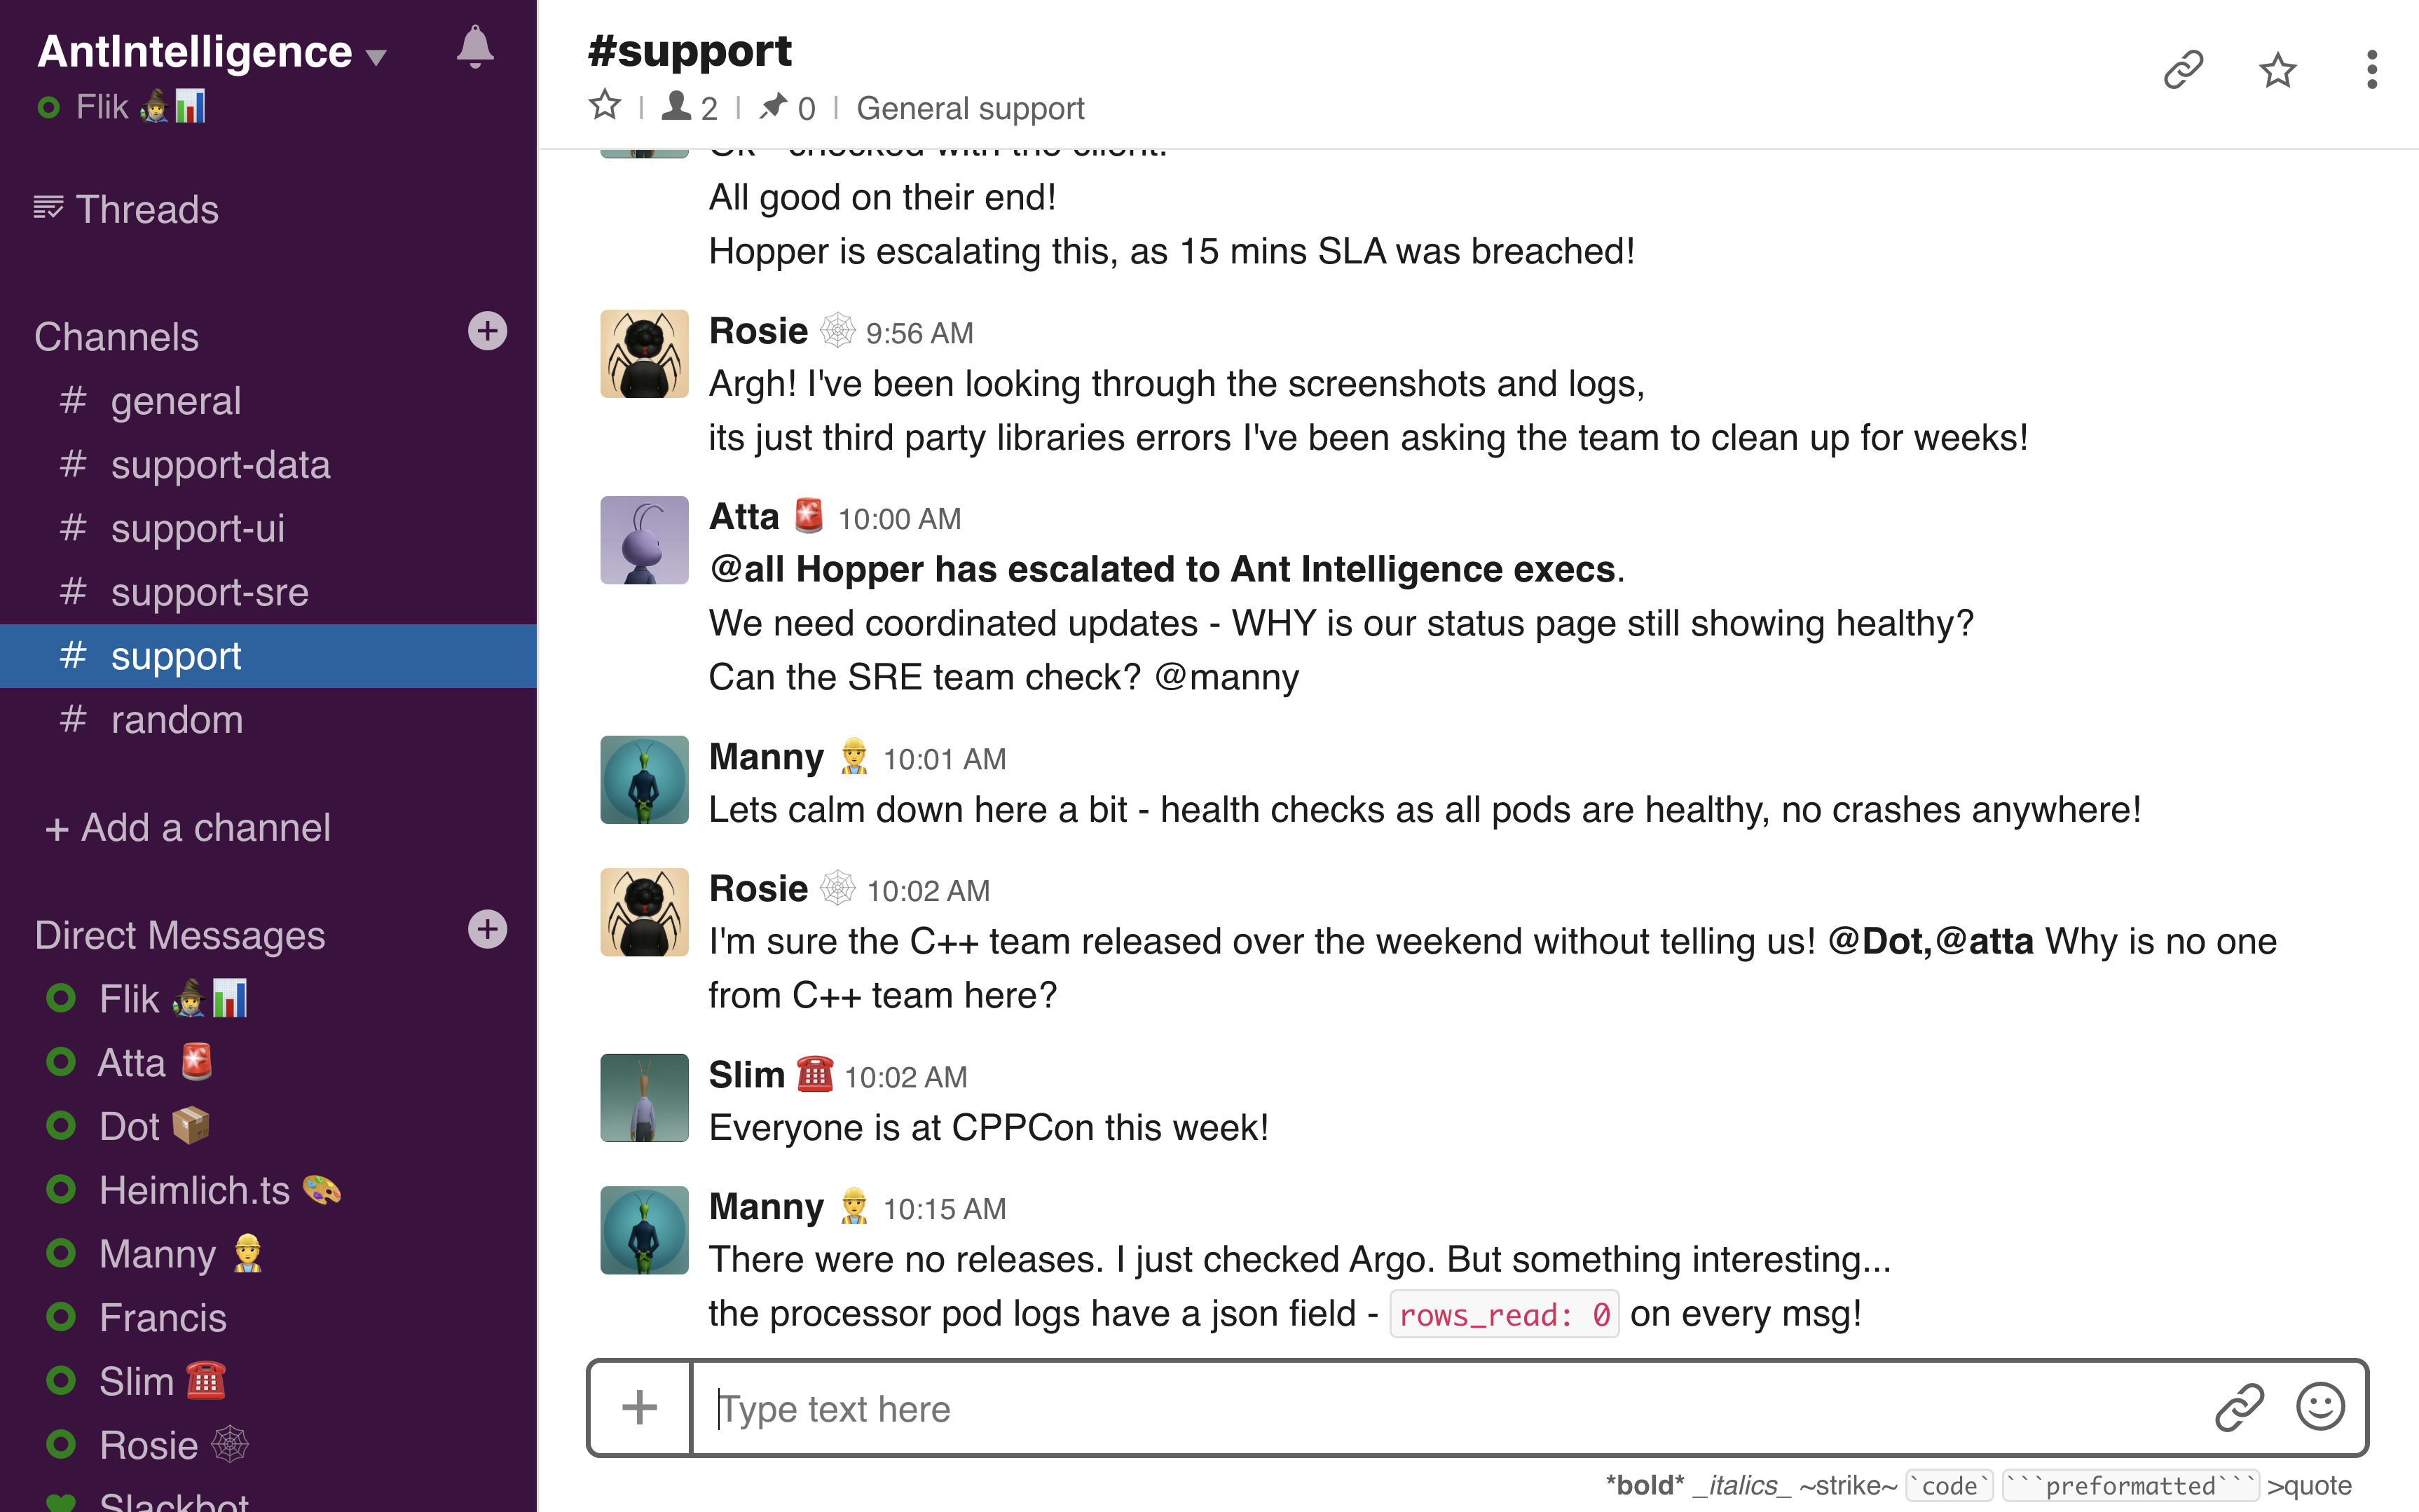 AntIntelligence
Flik
Threads
Channels
# general
# support-data
# support-ui
# support-sre
# support
# random
+ Add a channel
Direct Messages
Flik
Atta
Dot
Heimlich.ts
Manny
Francis
Slim
Rosie
Slackbot
#support
2 | 0 | General support
Ok - checked with the client.
All good on their end!
Hopper is escalating this, as 15 mins SLA was breached!
Rosie 9:56 AM
Argh! I've been looking through the screenshots and logs,
its just third party libraries errors I've been asking the team to clean up for weeks!
Atta 10:00 AM
@all Hopper has escalated to Ant Intelligence execs.
We need coordinated updates - WHY is our status page still showing healthy?
Can the SRE team check? @manny
Manny 10:01 AM
Lets calm down here a bit - health checks as all pods are healthy, no crashes anywhere!
Rosie 10:02 AM
I'm sure the C++ team released over the weekend without telling us! @Dot,@atta Why is no one
from C++ team here?
Slim 10:02 AM
Everyone is at CPPCon this week!
Manny 10:15 AM
There were no releases. I just checked Argo. But something interesting...
the processor pod logs have a json field - rows_read: 0 on every msg!
Type text here
*bold* _italics_ ~strike~ `code` ```preformatted``` >quote